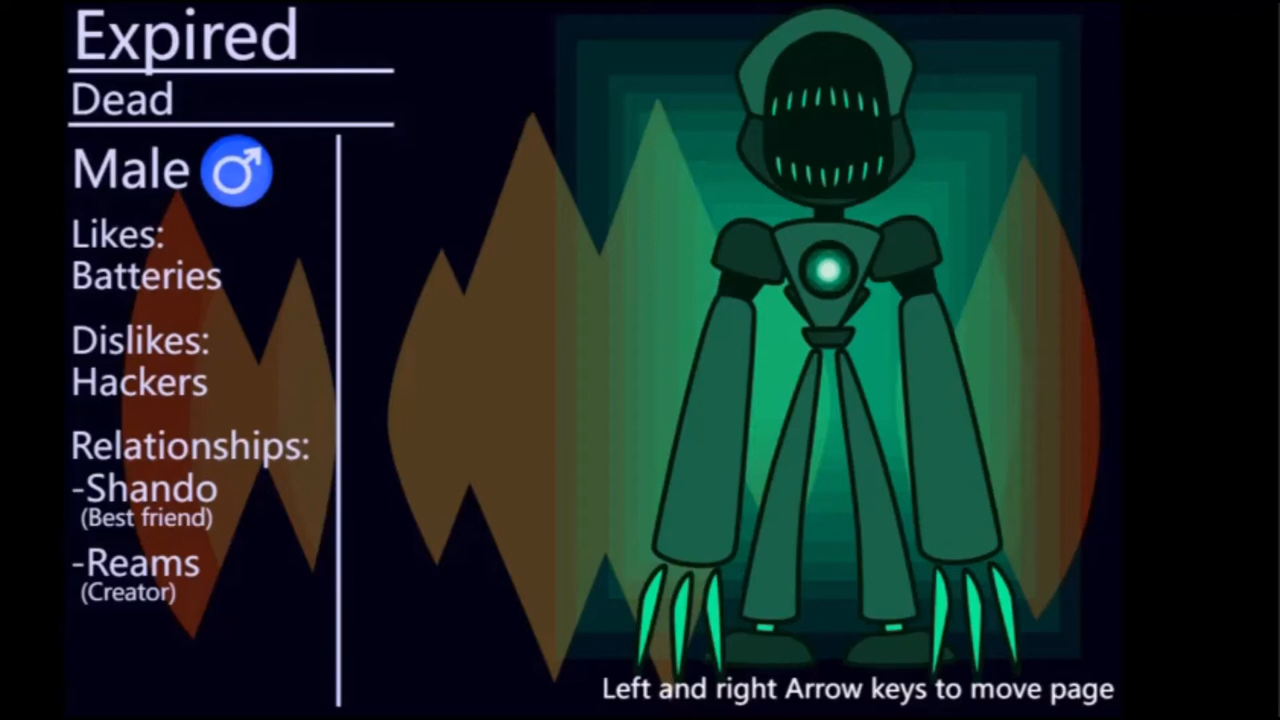 Expired
Dead
Male
Likes:
Batteries
Dislikes:
Hackers
Relationships:
-Shando
(Best friend)
-Reams
(Creator)
Left and right Arrow keys to move page